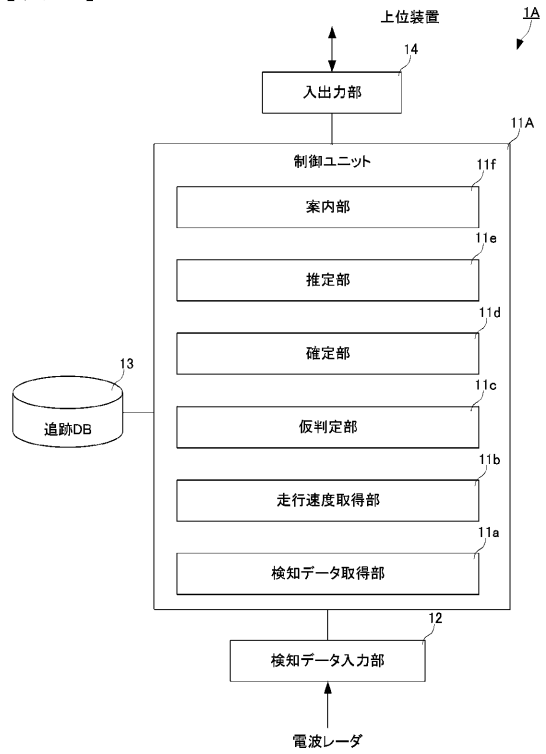 上位装置
1A
14
入出力部
11A
制御ユニット
11f
案内部
11e
推定部
11d
確定部
13
追跡DB
11c
仮判定部
11b
走行速度取得部
11a
検知データ取得部
12
検知データ入力部
電波レーダ